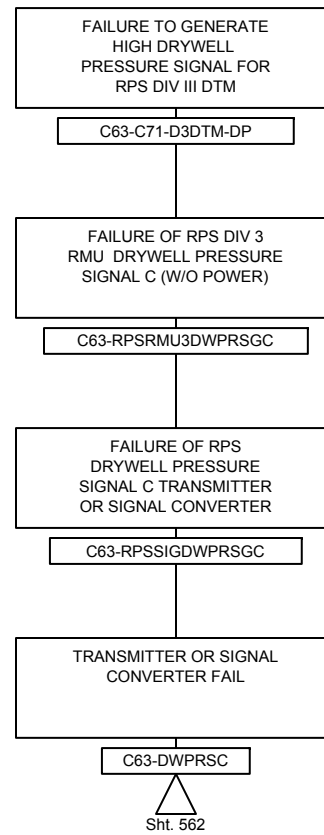 FAILURE TO GENERATE
HIGH DRYWELL
PRESSURE SIGNAL FOR
RPS DIV III DTM
C63-C71-D3DTM-DP
FAILURE OF RPS DIV 3
RMU DRYWELL PRESSURE
SIGNAL C (W/O POWER)
C63-RPSRMU3DWPRSGC
FAILURE OF RPS
DRYWELL PRESSURE
SIGNAL C TRANSMITTER
OR SIGNAL CONVERTER
C63-RPSSIGDWPRSGC
TRANSMITTER OR SIGNAL
CONVERTER FAIL
C63-DWPRSC
Sht. 562